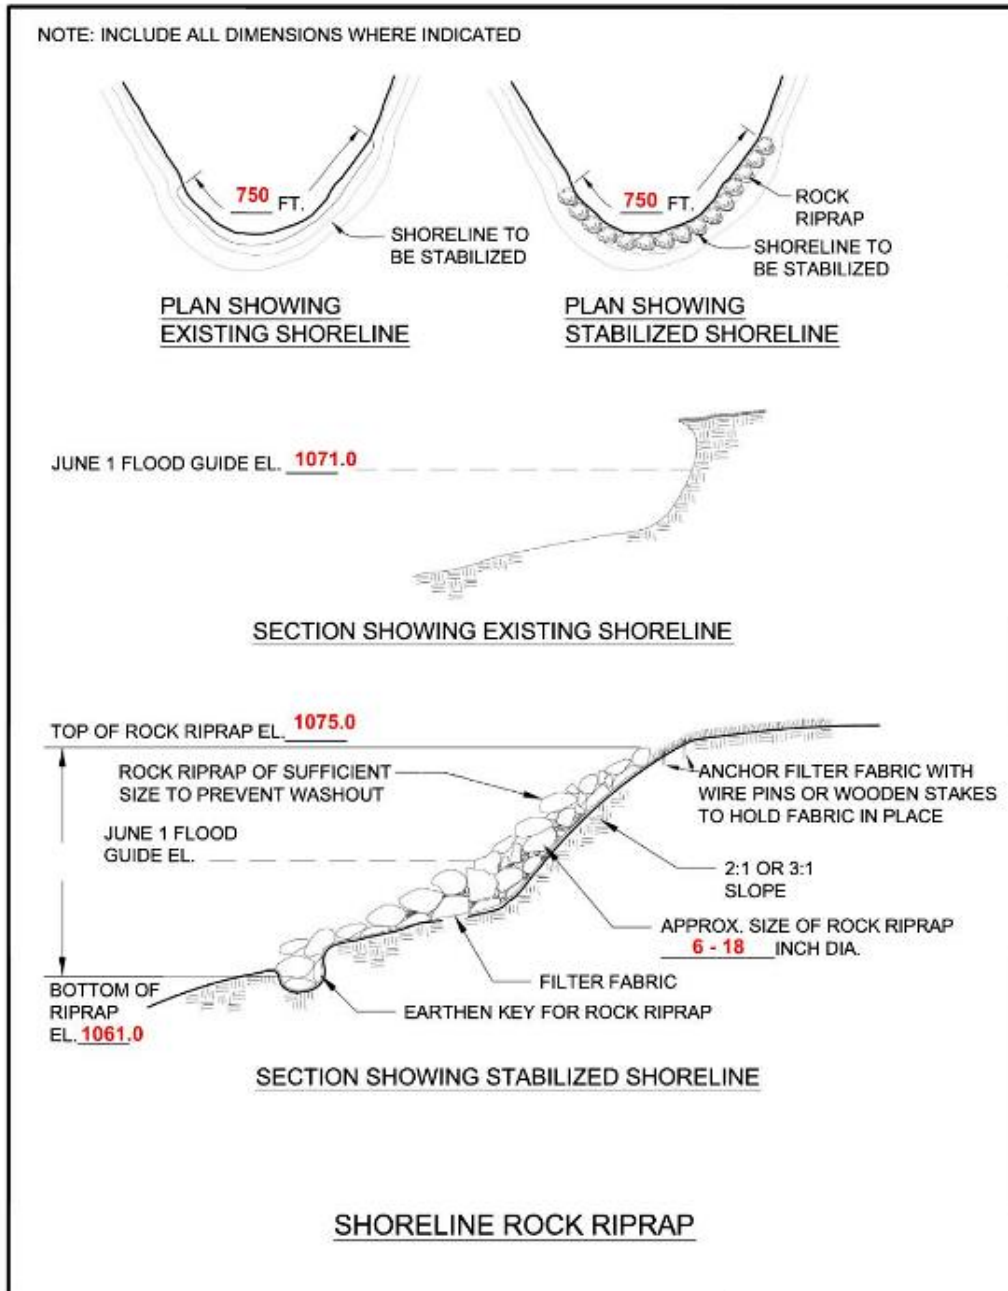 NOTE: INCLUDE ALL DIMENSIONS WHERE INDICATED
750 FT.
SHORELINE TO
BE STABILIZED
PLAN SHOWING
EXISTING SHORELINE
750 FT.
ROCK
RIPRAP
SHORELINE TO
BE STABILIZED
PLAN SHOWING
STABILIZED SHORELINE
JUNE 1 FLOOD GUIDE EL. 1071.0
SECTION SHOWING EXISTING SHORELINE
TOP OF ROCK RIPRAP EL. 1075.0
ROCK RIPRAP OF SUFFICIENT
SIZE TO PREVENT WASHOUT
JUNE 1 FLOOD
GUIDE EL.
ANCHOR FILTER FABRIC WITH
WIRE PINS OR WOODEN STAKES
TO HOLD FABRIC IN PLACE
2:1 OR 3:1
SLOPE
APPROX. SIZE OF ROCK RIPRAP
6 - 18 INCH DIA.
FILTER FABRIC
EARTHEN KEY FOR ROCK RIPRAP
BOTTOM OF
RIPRAP
EL. 1061.0
SECTION SHOWING STABILIZED SHORELINE
SHORELINE ROCK RIPRAP